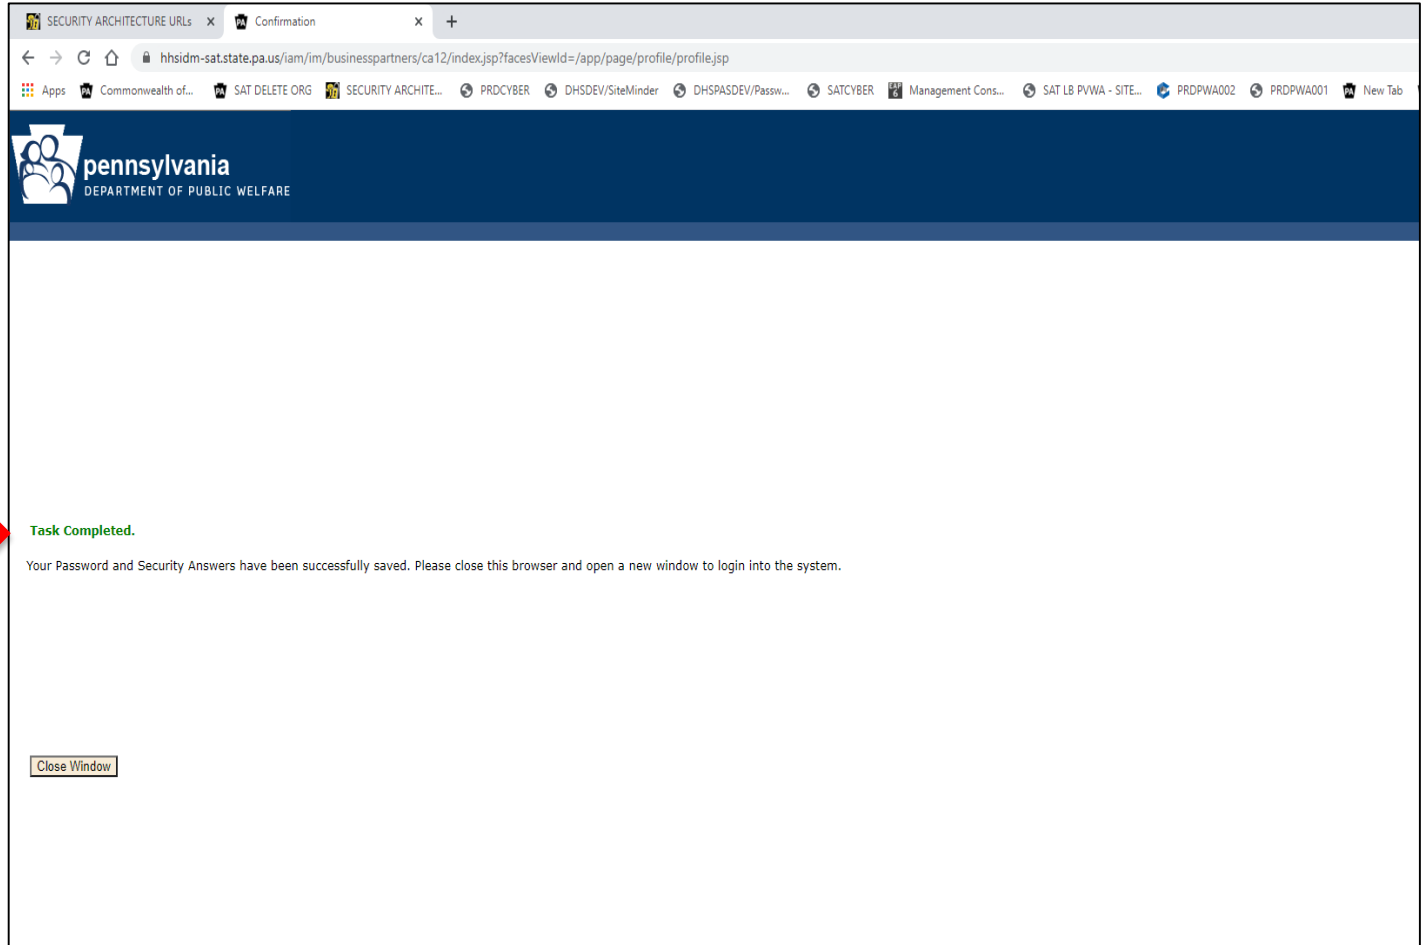 SECURITY ARCHITECTURE URLs
Confirmation
hhsidm-sat.state.pa.us/iam/im/businesspartners/ca12/index.jsp?facesViewId=/app/page/profile/profile.jsp
Apps Commonwealth of... SAT DELETE ORG SECURITY ARCHITE... PRDCYBER DHSDEV/SiteMinder DHSPASDEV/Passw... SATCYBER Management Cons... SAT LB PVWA - SITE... PRDPWA002 PRDPWA001 New Tab
pennsylvania
DEPARTMENT OF PUBLIC WELFARE
Task Completed.
Your Password and Security Answers have been successfully saved. Please close this browser and open a new window to login into the system.
Close Window